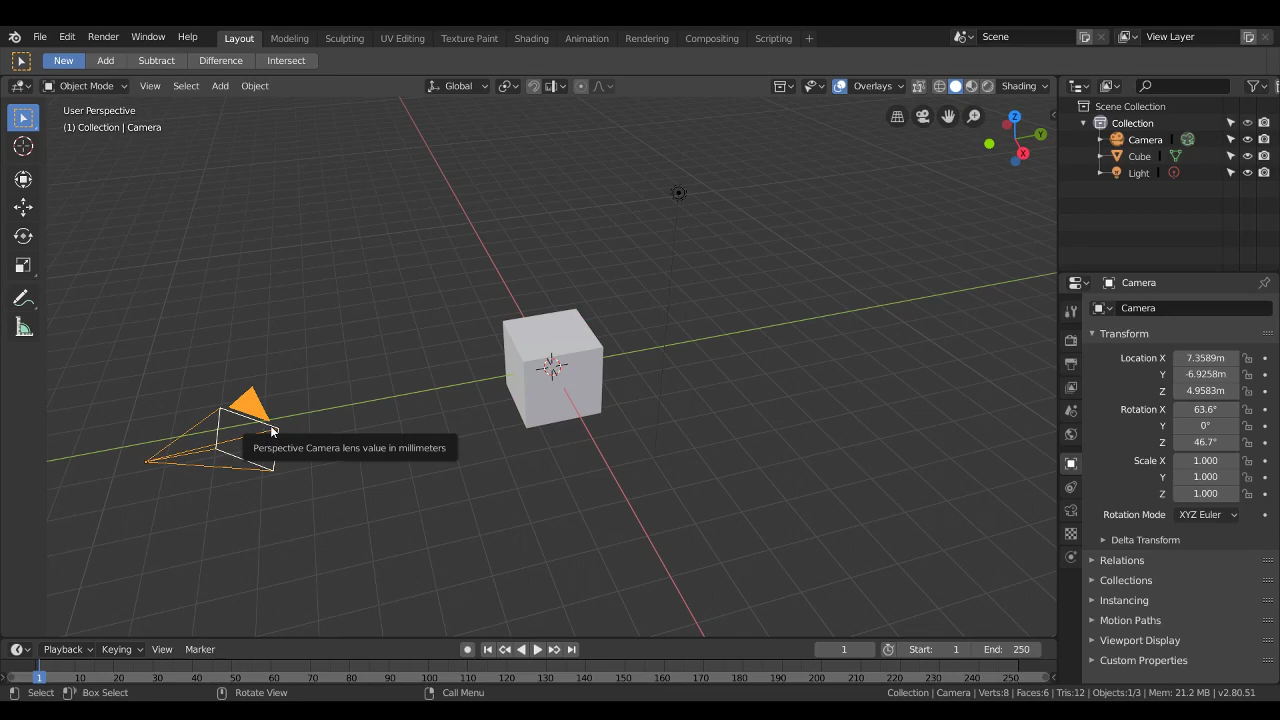 File Edit Render Window Help Layout Modeling Sculpting UV Editing Texture Paint Shading Animation Rendering Compositing Scripting + Scene View Layer
New Add Subtract Difference Intersect
Object Mode View Select Add Object Global Overlays Shading
User Perspective
(1) Collection | Camera
Z
Y
X
Perspective Camera lens value in millimeters
Scene Collection
Collection
Camera
Cube
Light
Camera
Camera
Transform
Location X 7.3589m
Y -6.9258m
Z 4.9583m
Rotation X 63.6°
Y 0°
Z 46.7°
Scale X 1.000
Y 1.000
Z 1.000
Rotation Mode XYZ Euler
Delta Transform
Relations
Collections
Instancing
Motion Paths
Viewport Display
Custom Properties
Playback Keying View Marker 1 Start: 1 End: 250
1 10 20 30 40 50 60 70 80 90 100 110 120 130 140 150 160 170 180 190 200 210 220 230 240 250
Select Box Select Rotate View Call Menu Collection | Camera | Verts:8 | Faces:6 | Tris:12 | Objects:1/3 | Mem: 21.2 MB | v2.80.51